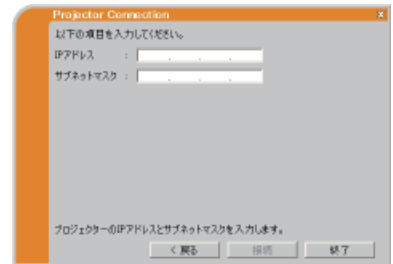 Projector Connection
以下の項目を入力してください。
IPアドレス :
サブネットマスク :
プロジェクターのIPアドレスとサブネットマスクを入力します。
< 戻る 接続 終了